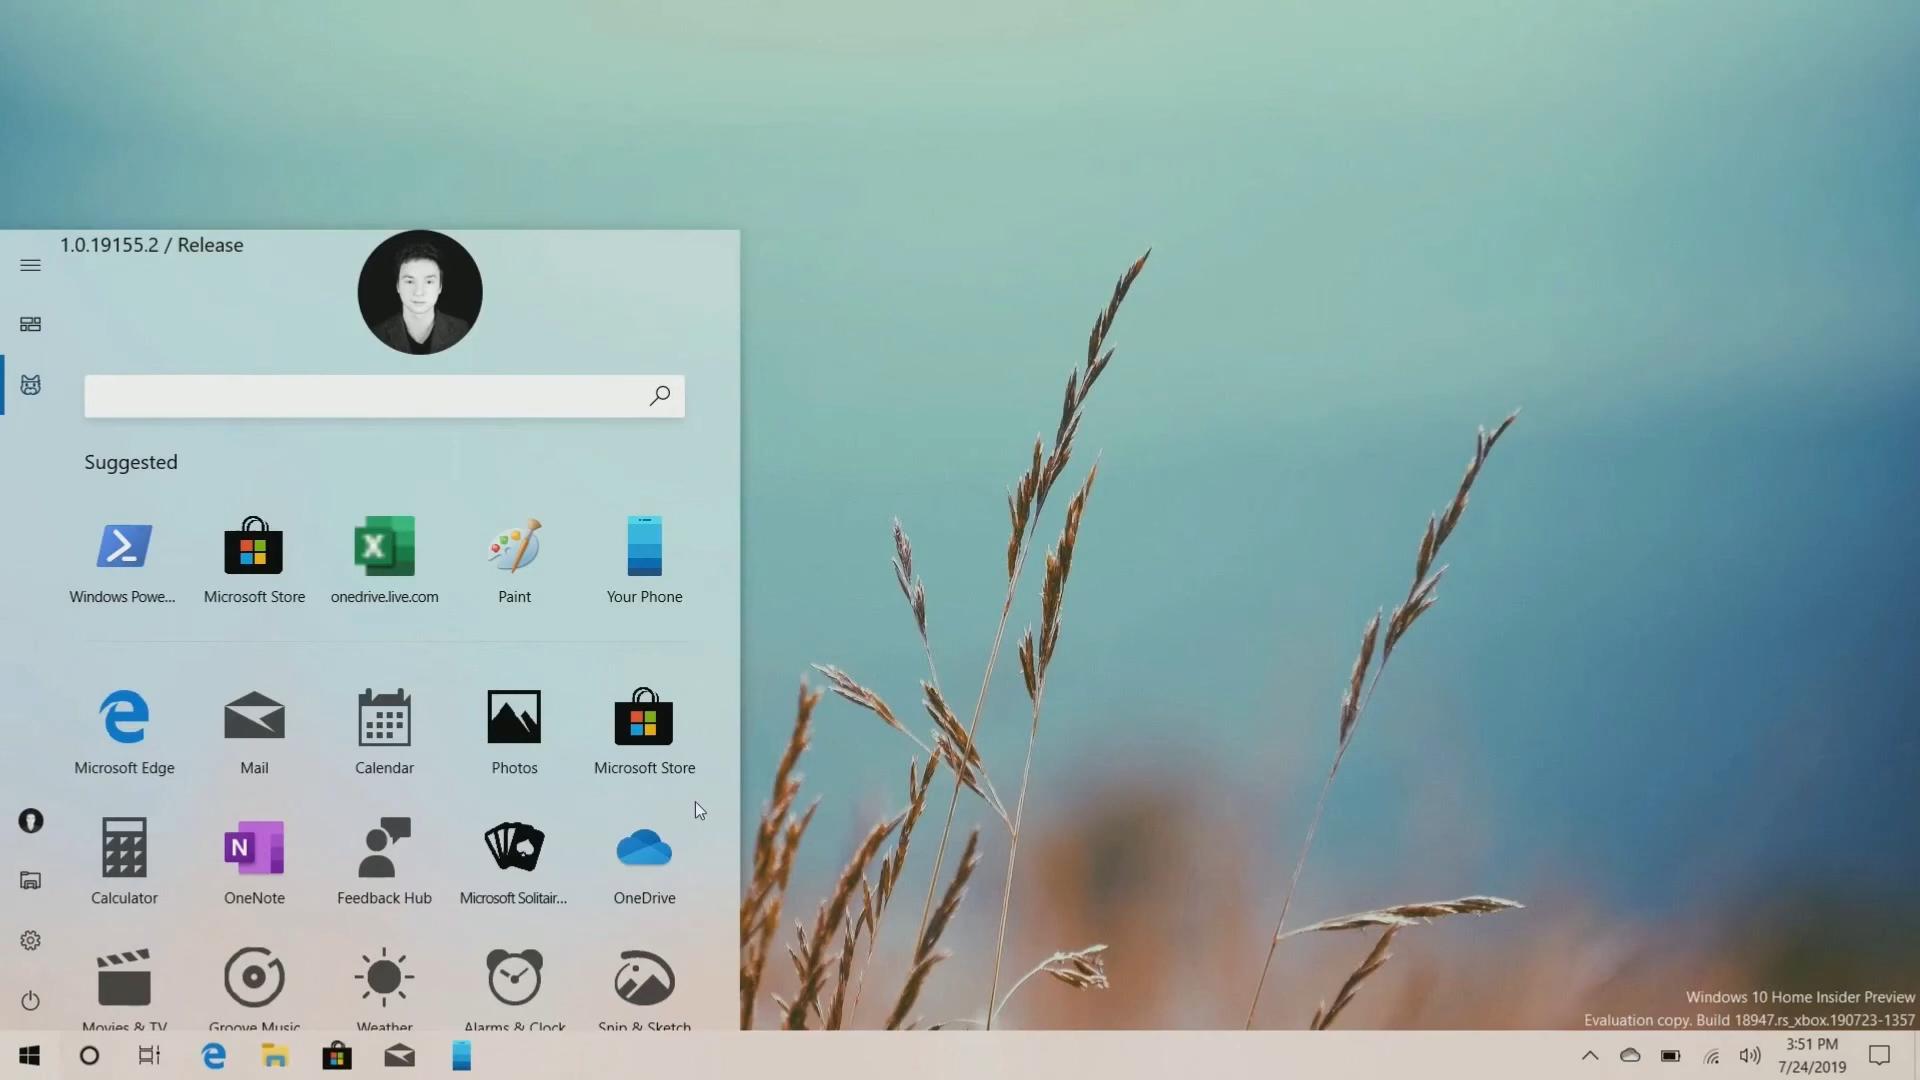 1.0.19155.2 / Release
Suggested
Windows Powe...
Microsoft Store
onedrive.live.com
Paint
Your Phone
Microsoft Edge
Mail
Calendar
Photos
Microsoft Store
Calculator
OneNote
Feedback Hub
Microsoft Solitair...
OneDrive
Movies & TV
Groove Music
Weather
Alarms & Clock
Snip & Sketch
Windows 10 Home Insider Preview
Evaluation copy. Build 18947.rs_xbox.190723-1357
3:51 PM
7/24/2019